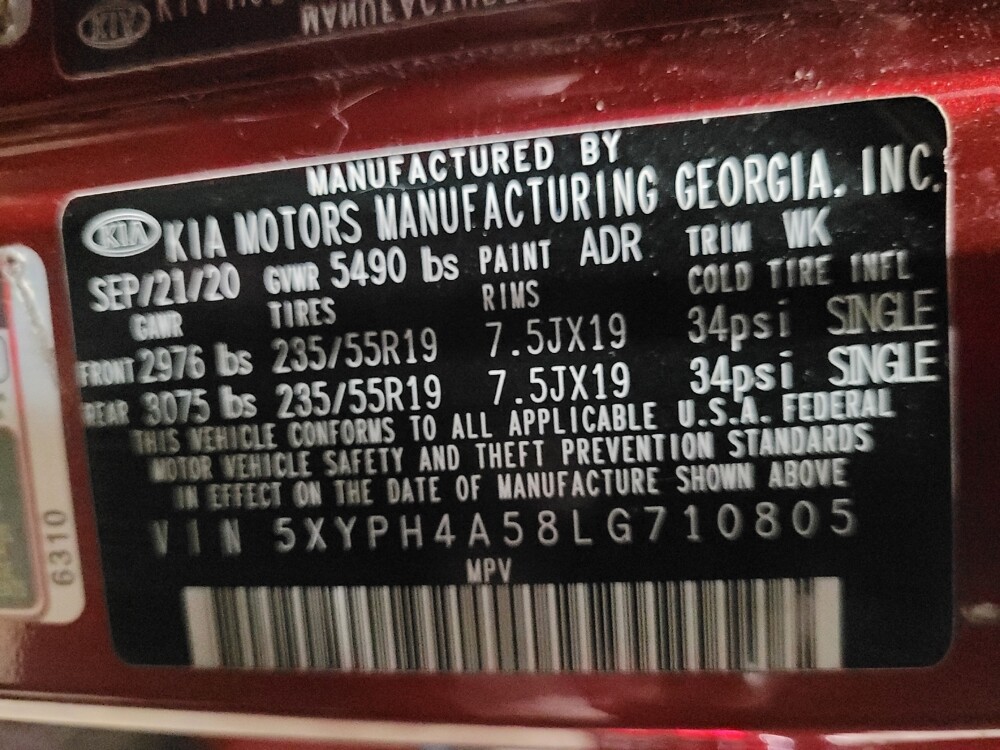 MANUFACTURED BY
KIA KIA MOTORS MANUFACTURING GEORGIA, INC.
SEP/21/20 GVWR 5490 lbs PAINT ADR TRIM WK
GAWR TIRES RIMS COLD TIRE INFL
FRONT 2976 lbs 235/55R19 7.5JX19 34psi SINGLE
REAR 3075 lbs 235/55R19 7.5JX19 34psi SINGLE
THIS VEHICLE CONFORMS TO ALL APPLICABLE U.S.A. FEDERAL
MOTOR VEHICLE SAFETY AND THEFT PREVENTION STANDARDS
IN EFFECT ON THE DATE OF MANUFACTURE SHOWN ABOVE
VIN 5XYPH4A58LG710805
MPV
6310